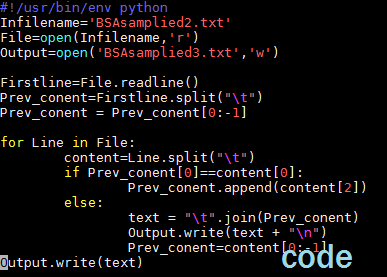 #!/usr/bin/env python
Infilename='BSAsamplied2.txt'
File=open(Infilename,'r')
Output=open('BSAsamplied3.txt','w')
Firstline=File.readline()
Prev_conent=Firstline.split("\t")
Prev_conent = Prev_conent[0:-1]
for Line in File:
content=Line.split("\t")
if Prev_conent[0]==content[0]:
Prev_conent.append(content[2])
else:
text = "\t".join(Prev_conent)
Output.write(text + "\n")
Prev_conent=content[0:-1]
Output.write(text)
code